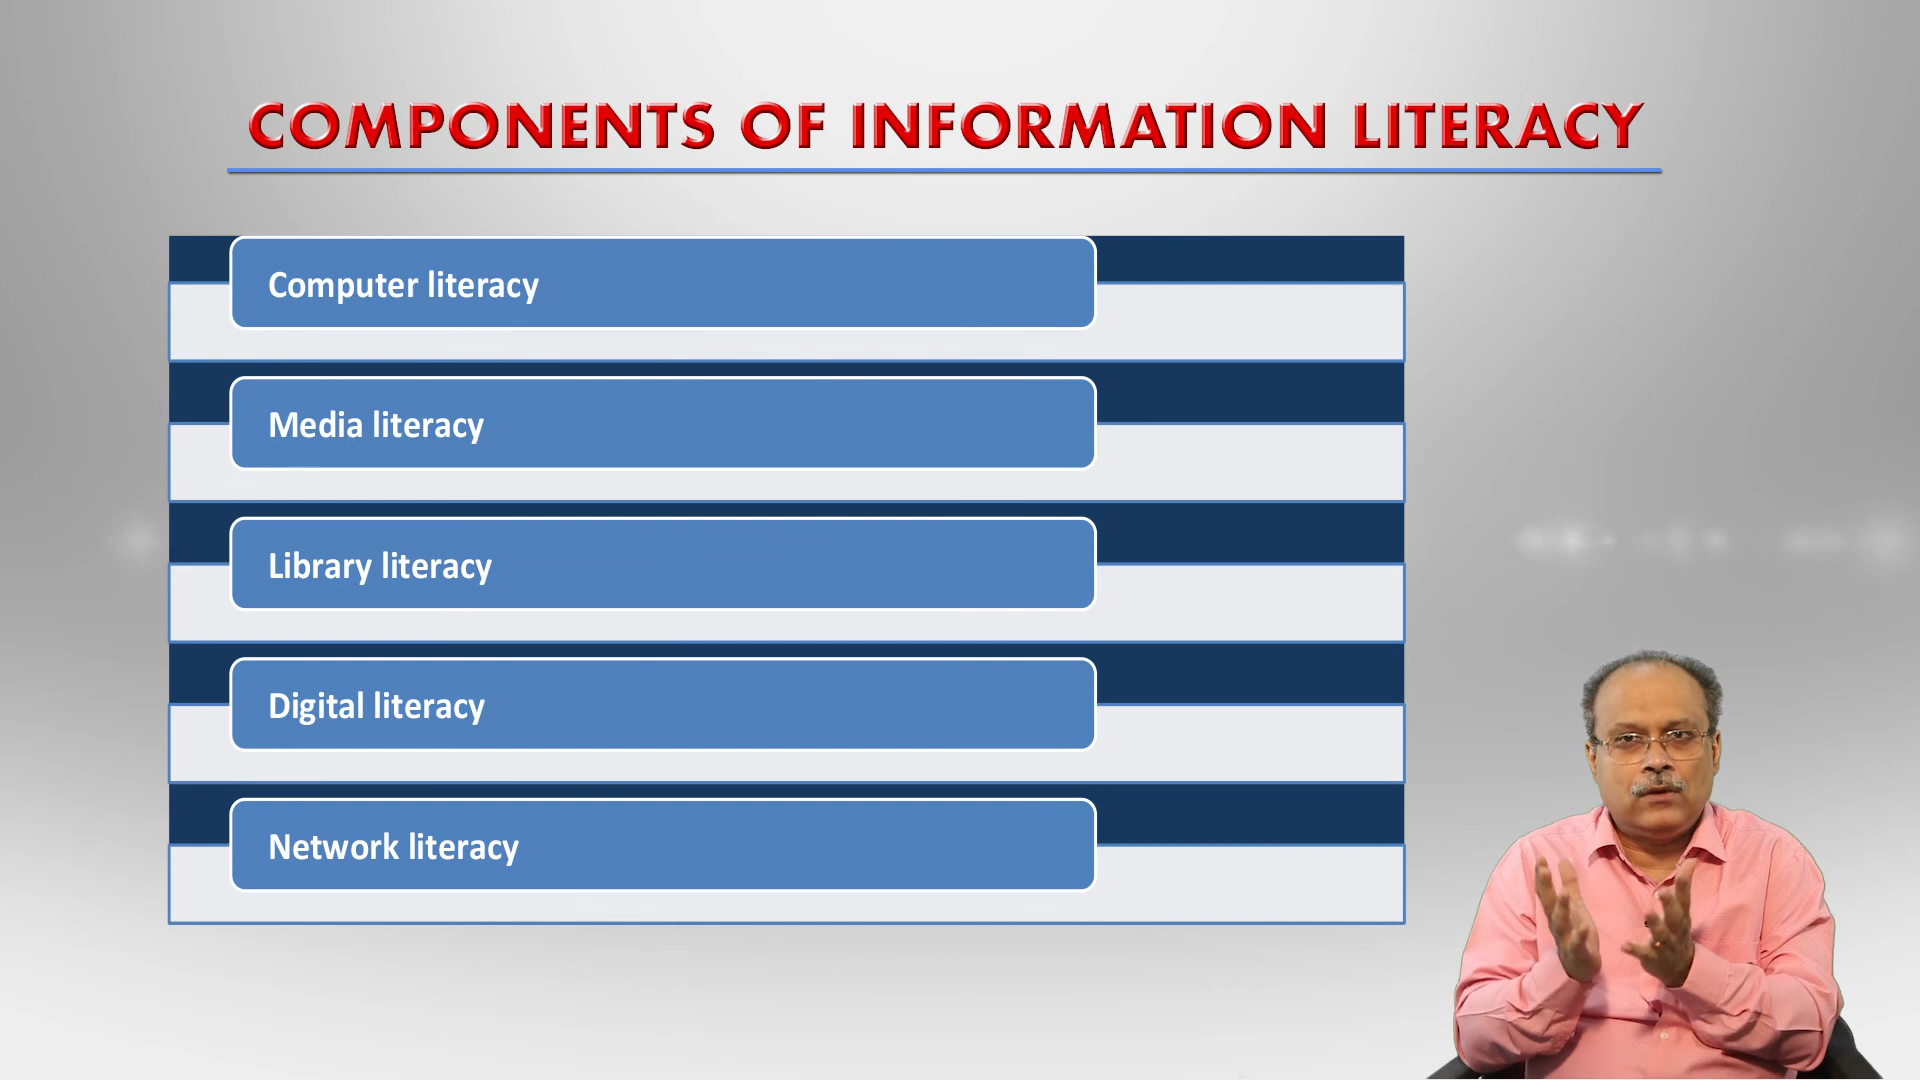 COMPONENTS OF INFORMATION LITERACY
Computer literacy
Media literacy
Library literacy
Digital literacy
Network literacy